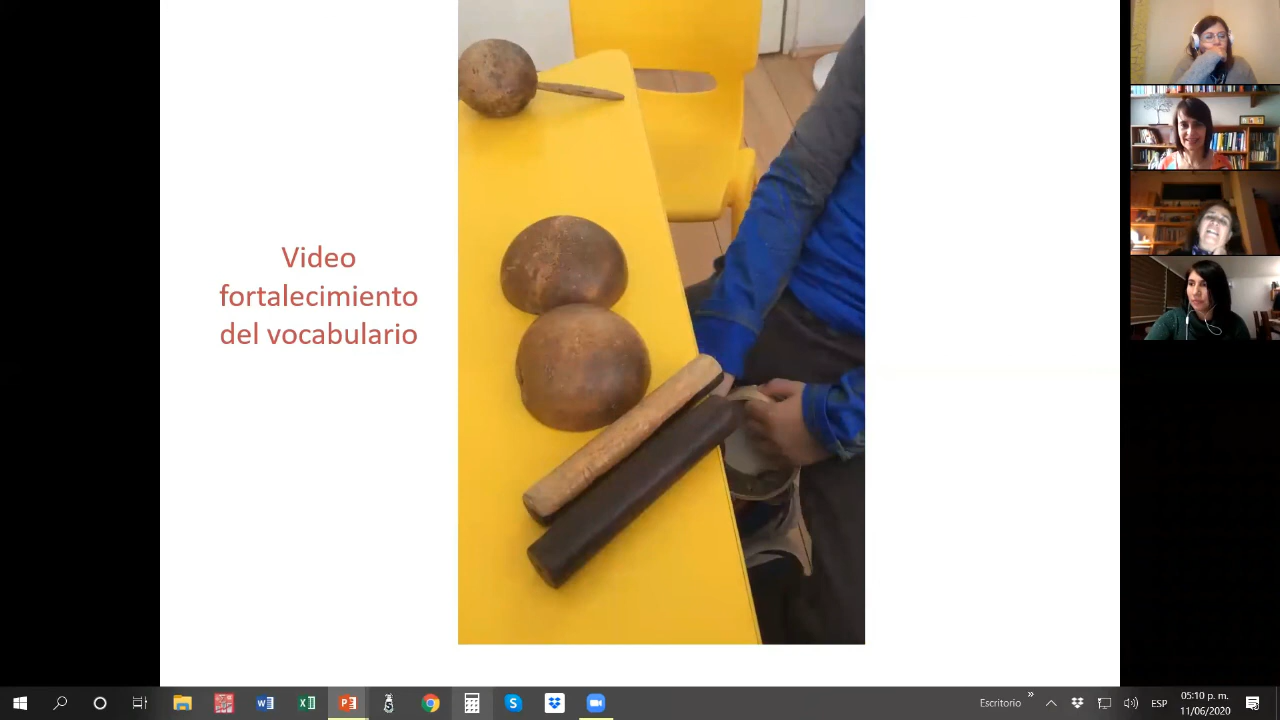 Video
fortalecimiento
del vocabulario
Escritorio
»
ESP
05:10 p. m.
11/06/2020